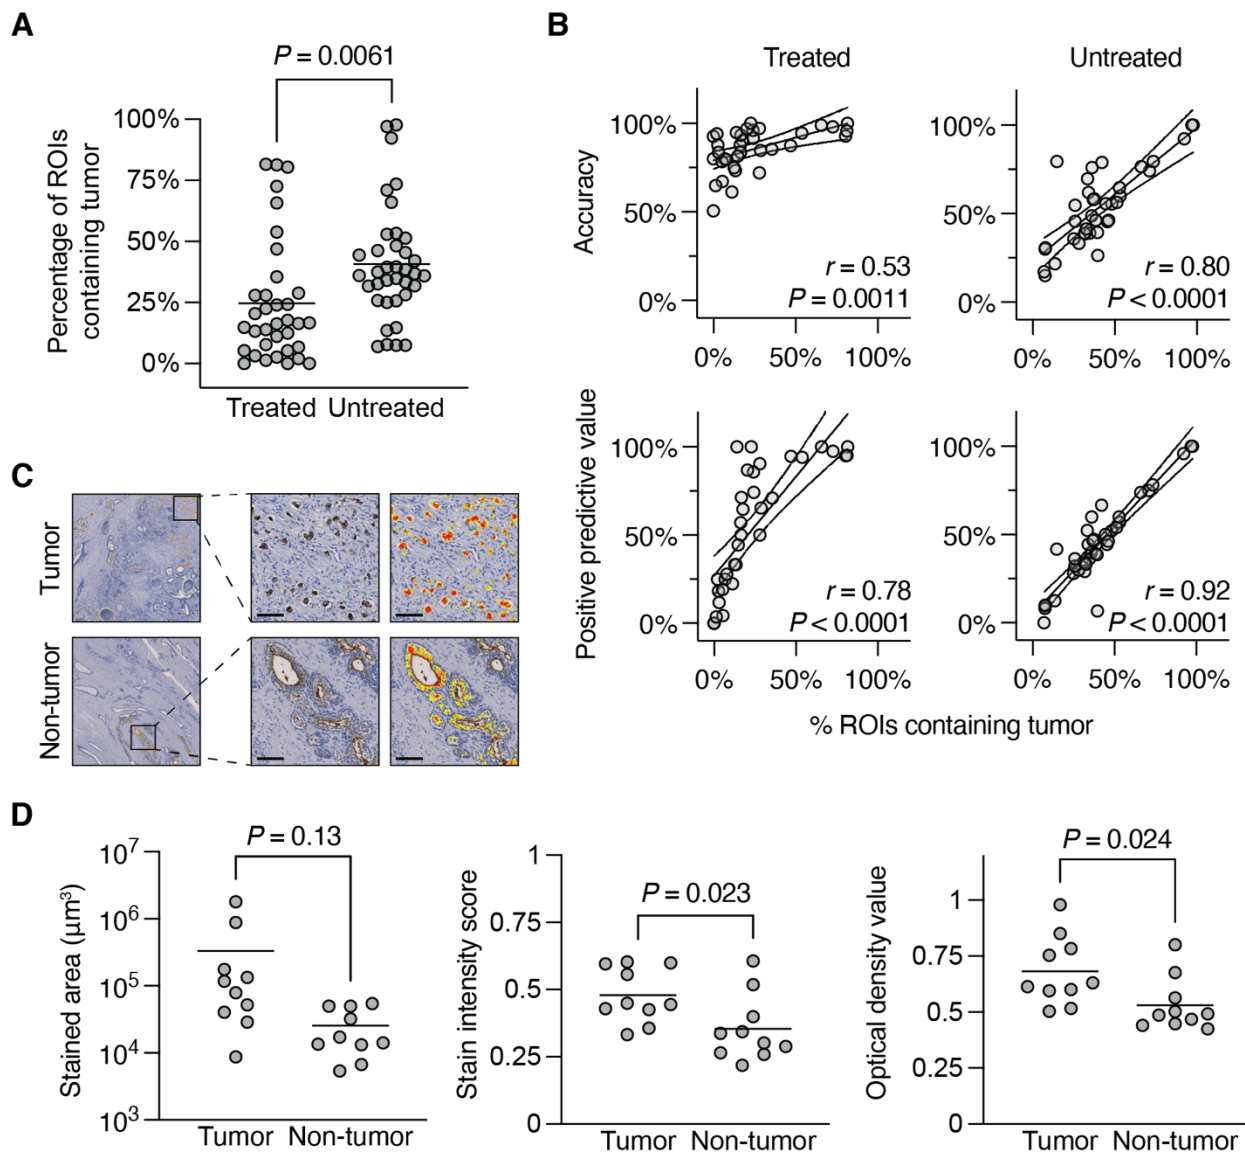 A
P = 0.0061
Percentage of ROIs
containing tumor
100%
75%
50%
25%
0%
Treated Untreated
B
Treated
Untreated
Accuracy
100%
50%
0%
r = 0.53
P = 0.0011
0% 50% 100%
100%
50%
0%
r = 0.80
P < 0.0001
0% 50% 100%
Positive predictive value
100%
50%
0%
r = 0.78
P < 0.0001
0% 50% 100%
100%
50%
0%
r = 0.92
P < 0.0001
0% 50% 100%
% ROIs containing tumor
C
Tumor
Non-tumor
D
P = 0.13
Stained area (μm³)
10⁷
10⁶
10⁵
10⁴
10³
Tumor Non-tumor
P = 0.023
Stain intensity score
1
0.75
0.5
0.25
0
Tumor Non-tumor
P = 0.024
Optical density value
1
0.75
0.5
0.25
0
Tumor Non-tumor